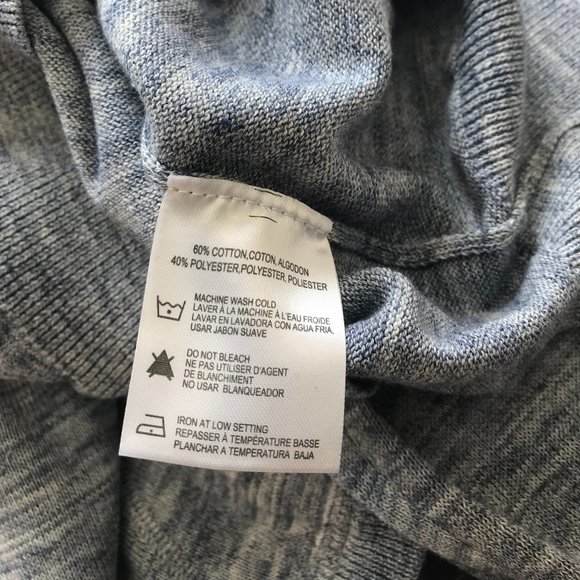 60% COTTON,COTON, ALGODON
40% POLYESTER,POLYESTER, POLIESTER
MACHINE WASH COLD
LAVER À LA MACHINE À L'EAU FROIDE.
LAVAR EN LAVADORA CON AGUA FRIA.
USAR JABON SUAVE
DO NOT BLEACH
NE PAS UTILISER D'AGENT
DE BLANCHIMENT
NO USAR BLANQUEADOR
IRON AT LOW SETTING
REPASSER À TEMPÉRATURE BASSE
PLANCHAR A TEMPERATURA BAJA